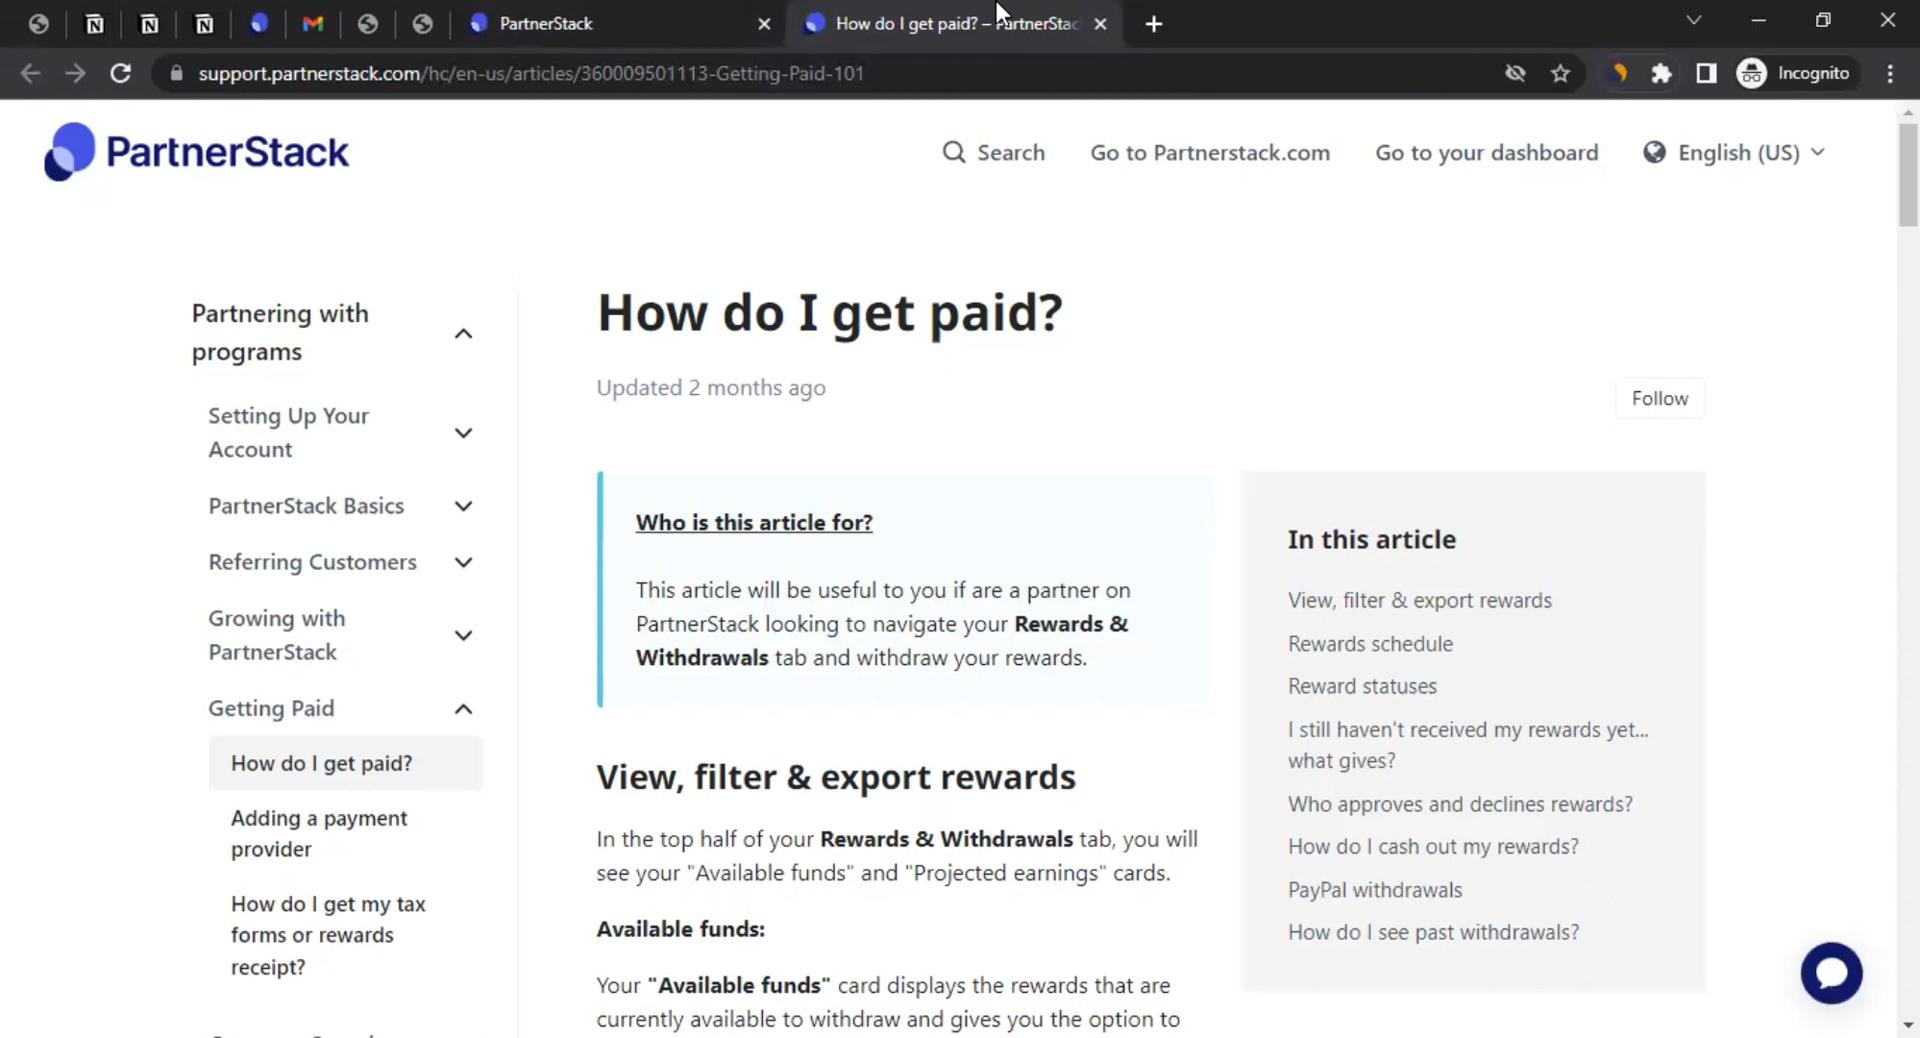 PartnerStack
How do I get paid? – PartnerStac
support.partnerstack.com/hc/en-us/articles/360009501113-Getting-Paid-101
Incognito
PartnerStack
Search
Go to Partnerstack.com
Go to your dashboard
English (US)
Partnering with
programs
Setting Up Your
Account
PartnerStack Basics
Referring Customers
Growing with
PartnerStack
Getting Paid
How do I get paid?
Adding a payment
provider
How do I get my tax
forms or rewards
receipt?
How do I get paid?
Updated 2 months ago
Follow
Who is this article for?
This article will be useful to you if are a partner on
PartnerStack looking to navigate your Rewards &
Withdrawals tab and withdraw your rewards.
View, filter & export rewards
In the top half of your Rewards & Withdrawals tab, you will
see your "Available funds" and "Projected earnings" cards.
Available funds:
Your "Available funds" card displays the rewards that are
currently available to withdraw and gives you the option to
In this article
View, filter & export rewards
Rewards schedule
Reward statuses
I still haven't received my rewards yet...
what gives?
Who approves and declines rewards?
How do I cash out my rewards?
PayPal withdrawals
How do I see past withdrawals?